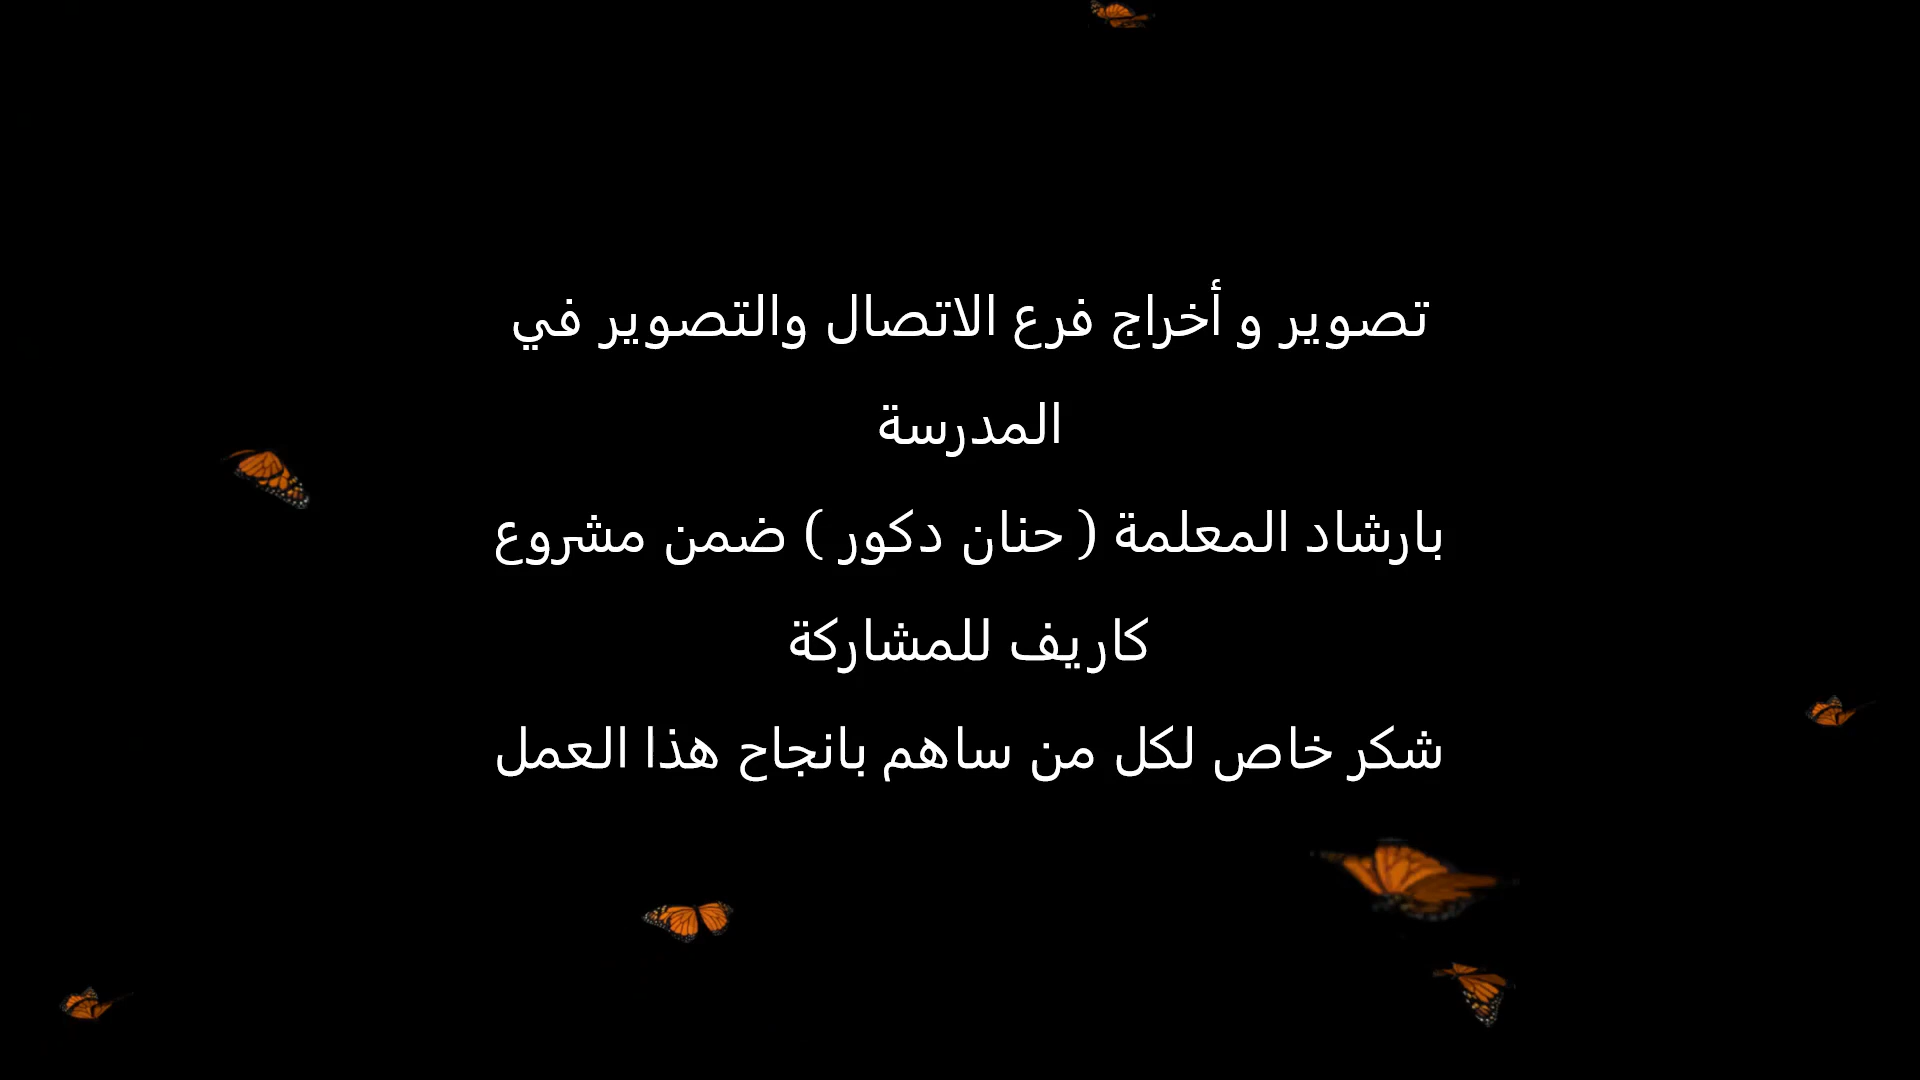 تصوير و أخراج فرع الاتصال والتصوير في
المدرسة
بارشاد المعلمة ( حنان دكور ) ضمن مشروع
كاريف للمشاركة
شكر خاص لكل من ساهم بانجاح هذا العمل